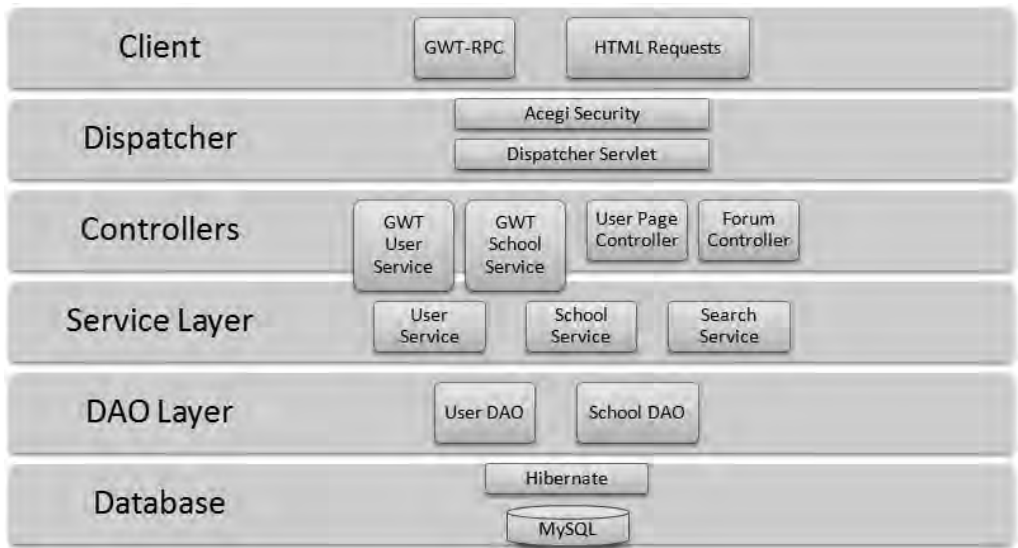 Client
GWT-RPC
HTML Requests
Dispatcher
Acegi Security
Dispatcher Servlet
Controllers
GWT
User
Service
GWT
School
Service
User Page
Controller
Forum
Controller
Service Layer
User
Service
School
Service
Search
Service
DAO Layer
User DAO
School DAO
Database
Hibernate
MySQL